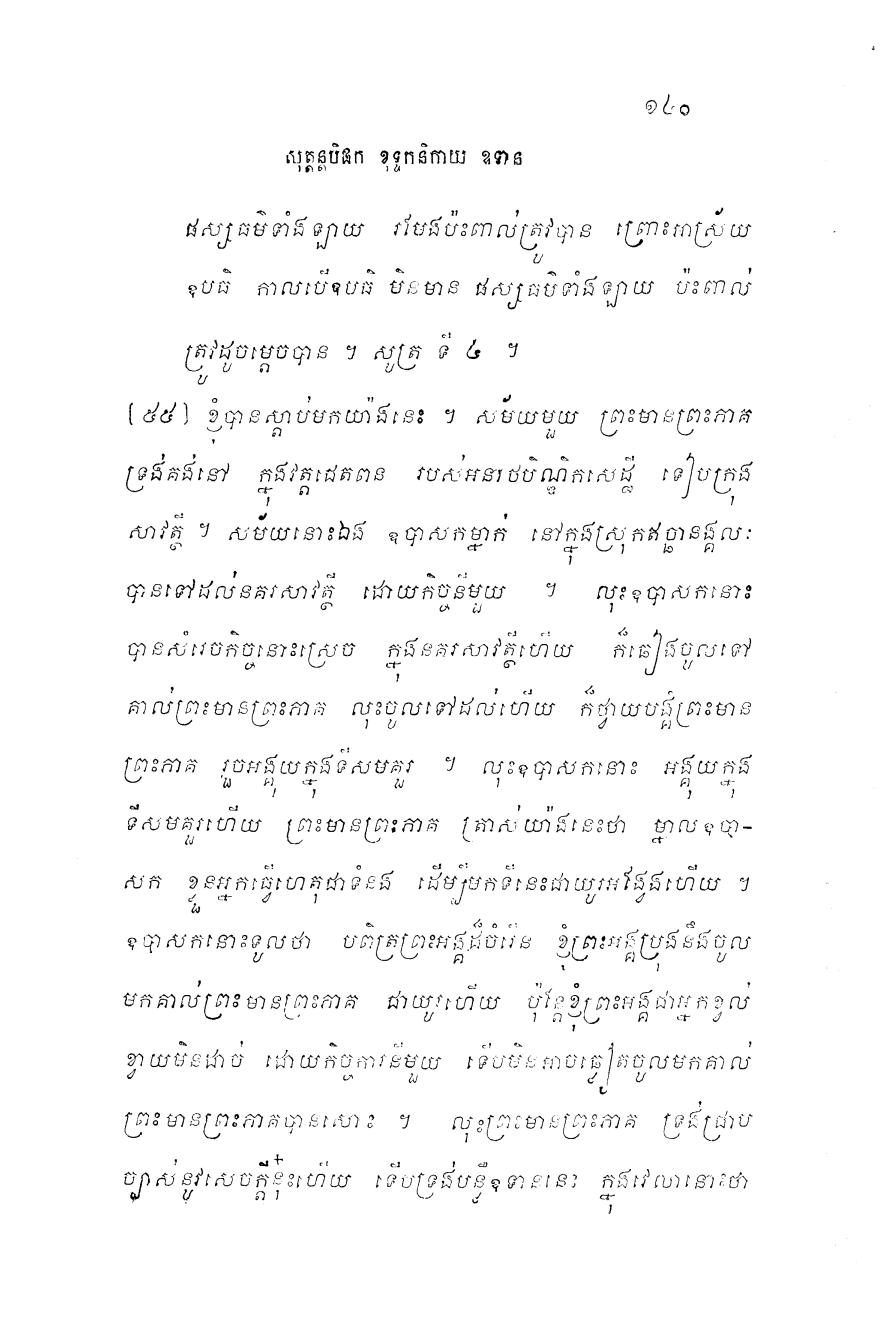 ១៤០
សុត្តន្តបិដក ខុទ្ទកនិកាយ ឧទាន
ផស្សធម៌ទាំងឡាយ រមែងប៉ះពាល់ត្រូវបាន ព្រោះអាស្រ័យ
ឧបធិ កាលបើឧបធិ មិនមាន ផស្សធម៌ទាំងឡាយ ប៉ះពាល់
ត្រូវដូចម្តេចបាន ។ សូត្រ ទី ៤ ។
[៥៥] ខ្ញុំបានស្តាប់មកយ៉ាងនេះ ។ សម័យមួយ ព្រះមានព្រះភាគ
ទ្រង់គង់នៅ ក្នុងវត្តជេតពន របស់អនាថបិណ្ឌិកសេដ្ឋី ទៀបក្រុង
សាវត្ថី ។ សម័យនោះឯង ឧបាសកម្នាក់ នៅក្នុងស្រុកឥច្ឆានង្គលៈ
បានទៅដល់នគរសាវត្ថី ដោយកិច្ចនីមួយ ។ លុះឧបាសកនោះ
បានសំរេចកិច្ចនោះស្រេច ក្នុងនគរសាវត្ថីហើយ ក៏ធៀងចូលទៅ
គាល់ព្រះមានព្រះភាគ លុះចូលទៅដល់ហើយ ក៏ថ្វាយបង្គំព្រះមាន
ព្រះភាគ រួចអង្គុយក្នុងទីសមគួរ ។ លុះឧបាសកនោះ អង្គុយក្នុង
ទីសមគួរហើយ ព្រះមានព្រះភាគ ត្រាស់យ៉ាងនេះថា ម្នាលឧបា-
សក ខ្លួនអ្នកធ្វើហេតុជាទំនង ដើម្បីមកទីនេះជាយូរអង្វែងហើយ ។
ឧបាសកនោះទូលថា បពិត្រព្រះអង្គដ៏ចំរើន ខ្ញុំព្រះអង្គប្រុងនឹងចូល
មកគាល់ព្រះមានព្រះភាគ ជាយូរហើយ ប៉ុន្តែខ្ញុំព្រះអង្គជាអ្នកខ្វល់
ខ្វាយមិនដាច់ ដោយកិច្ចការនីមួយ ទើបមិនអាចធ្វៀតចូលមកគាល់
ព្រះមានព្រះភាគបានសោះ ។ លុះព្រះមានព្រះភាគ ទ្រង់ជ្រាប
ច្បាស់នូវសេចក្តីនុ៎ះហើយ ទើបទ្រង់បន្លឺឧទាននេះ ក្នុងវេលានោះថា